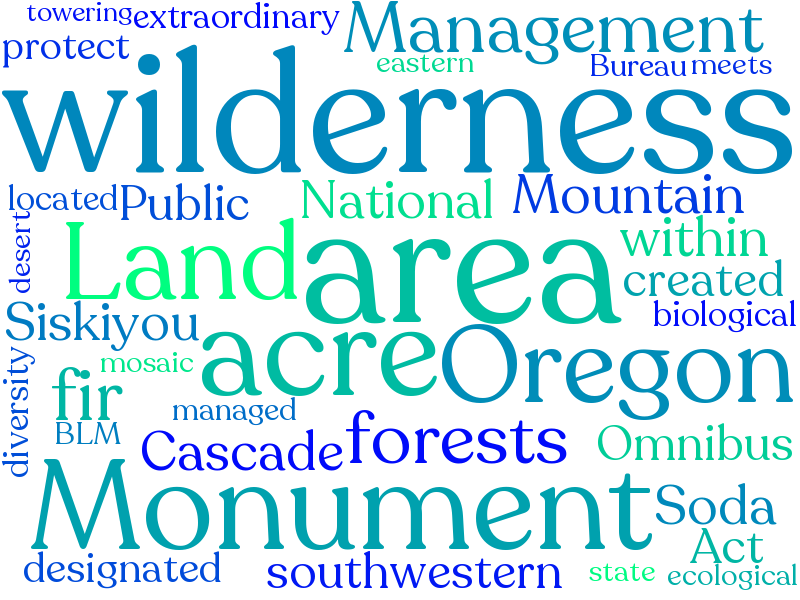 towering extraordinary Management
protect eastern Bureau meets
wilderness
located Public National Mountain
desert Land area within
created
Siskiyou acre Oregon biological
diversity mosaic
fir managed
BLM Cascade forests Omnibus
Monument Soda
Act
designated southwestern state ecological